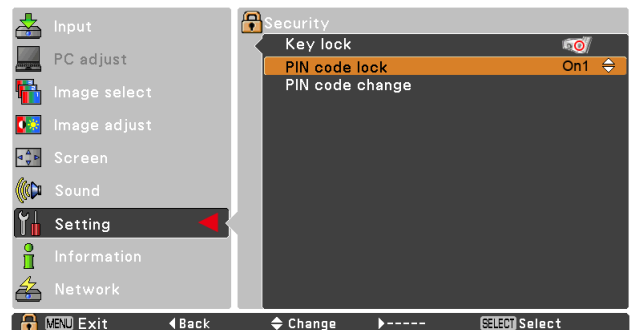 Input
PC adjust
Image select
Image adjust
Screen
Sound
Setting
Information
Network
Security
Key lock
PIN code lock On1
PIN code change
MENU Exit Back Change ----- SELECT Select